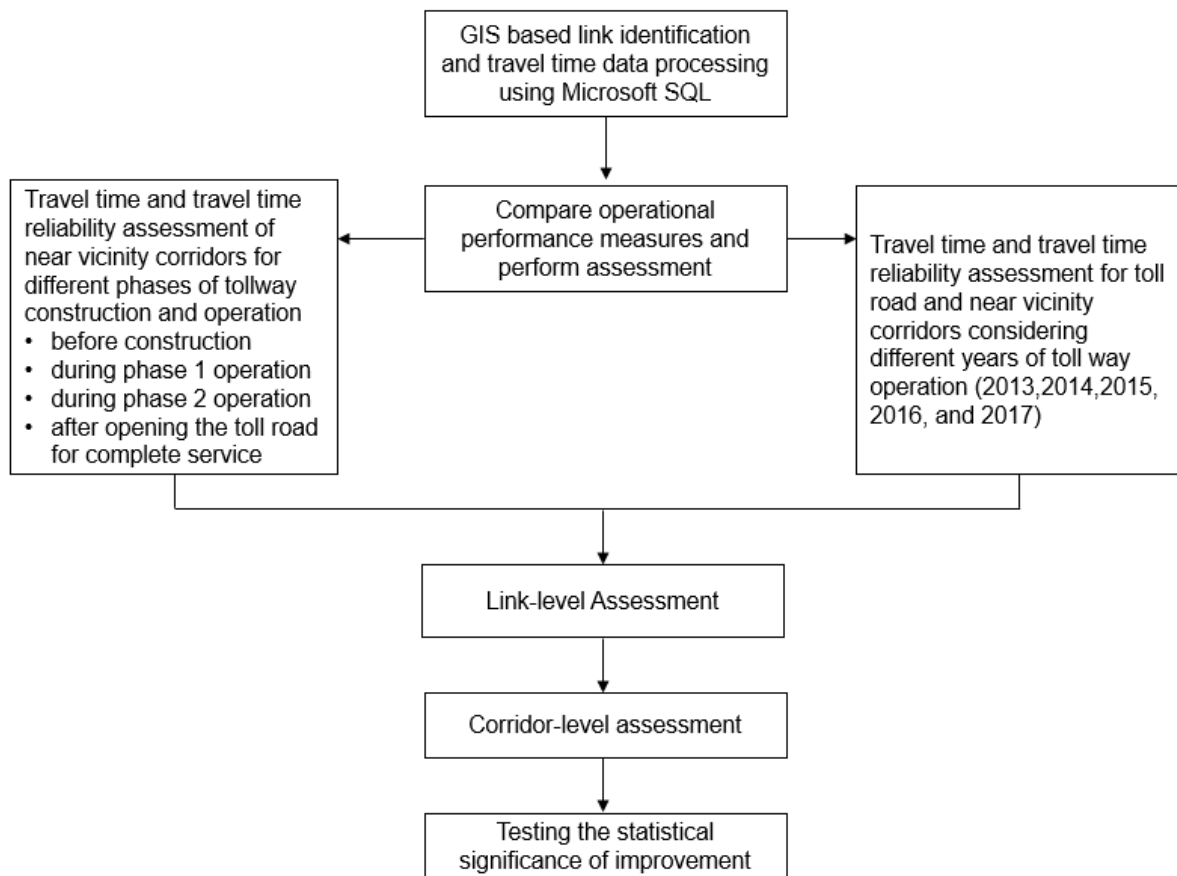 GIS based link identification
and travel time data processing
using Microsoft SQL
Travel time and travel time
reliability assessment of
near vicinity corridors for
different phases of tollway
construction and operation
• before construction
• during phase 1 operation
• during phase 2 operation
• after opening the toll road
for complete service
Compare operational
performance measures and
perform assessment
Travel time and travel time
reliability assessment for toll
road and near vicinity
corridors considering
different years of toll way
operation (2013,2014,2015,
2016, and 2017)
Link-level Assessment
Corridor-level assessment
Testing the statistical
significance of improvement